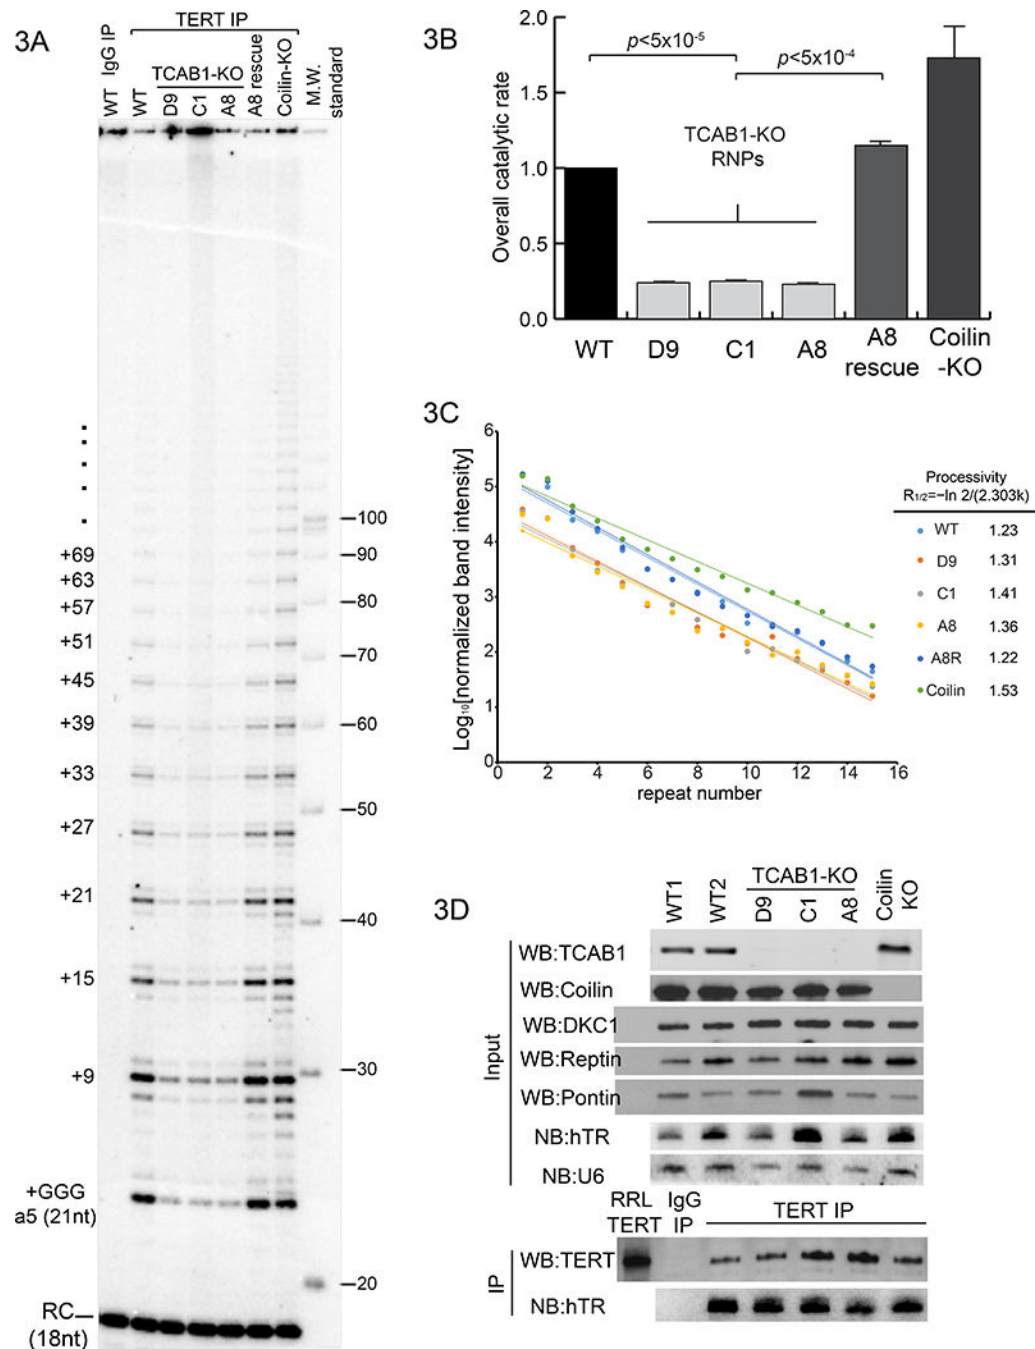 3A
TERT IP
IgG IP
TCAB1-KO
WT
WT
D9
C1
A8
A8 rescue
Coilin-KO
M.W.
standard
+69
+63
+57
+51
+45
+39
+33
+27
+21
+15
+9
+GGG
a5 (21nt)
RC
(18nt)
100
90
80
70
60
50
40
30
20
3B
Overall catalytic rate
2.0
1.5
1.0
0.5
0.0
p<5x10-5
p<5x10-4
TCAB1-KO
RNPs
WT
D9
C1
A8
A8
rescue
Coilin
-KO
3C
Log10[normalized band intensity]
6
5
4
3
2
1
0
0 2 4 6 8 10 12 14 16
repeat number
Processivity
R1/2=−ln 2/(2.303k)
WT 1.23
D9 1.31
C1 1.41
A8 1.36
A8R 1.22
Coilin 1.53
3D
TCAB1-KO
WT1
WT2
D9
C1
A8
Coilin
KO
Input
WB:TCAB1
WB:Coilin
WB:DKC1
WB:Reptin
WB:Pontin
NB:hTR
NB:U6
RRL
TERT
IgG
IP
TERT IP
IP
WB:TERT
NB:hTR